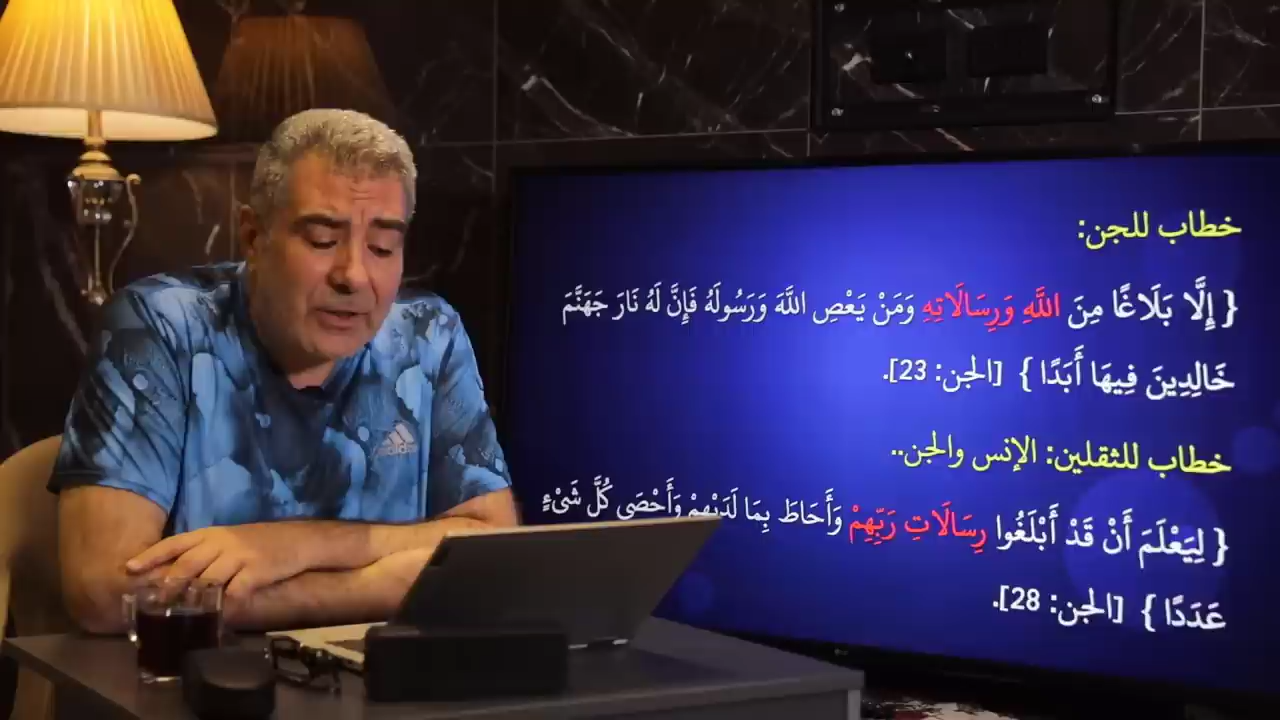 خطاب للجن:
{ إِلَّا بَلَاغًا مِنَ اللَّهِ وَرِسَالَاتِهِ وَمَنْ يَعْصِ اللَّهَ وَرَسُولَهُ فَإِنَّ لَهُ نَارَ جَهَنَّمَ
خَالِدِينَ فِيهَا أَبَدًا } [الجن: 23].
خطاب للثقلين: الإنس والجن..
{ لِيَعْلَمَ أَنْ قَدْ أَبْلَغُوا رِسَالَاتِ رَبِّهِمْ وَأَحَاطَ بِمَا لَدَيْهِمْ وَأَحْصَى كُلَّ شَيْءٍ
عَدَدًا } [الجن: 28].
adidas